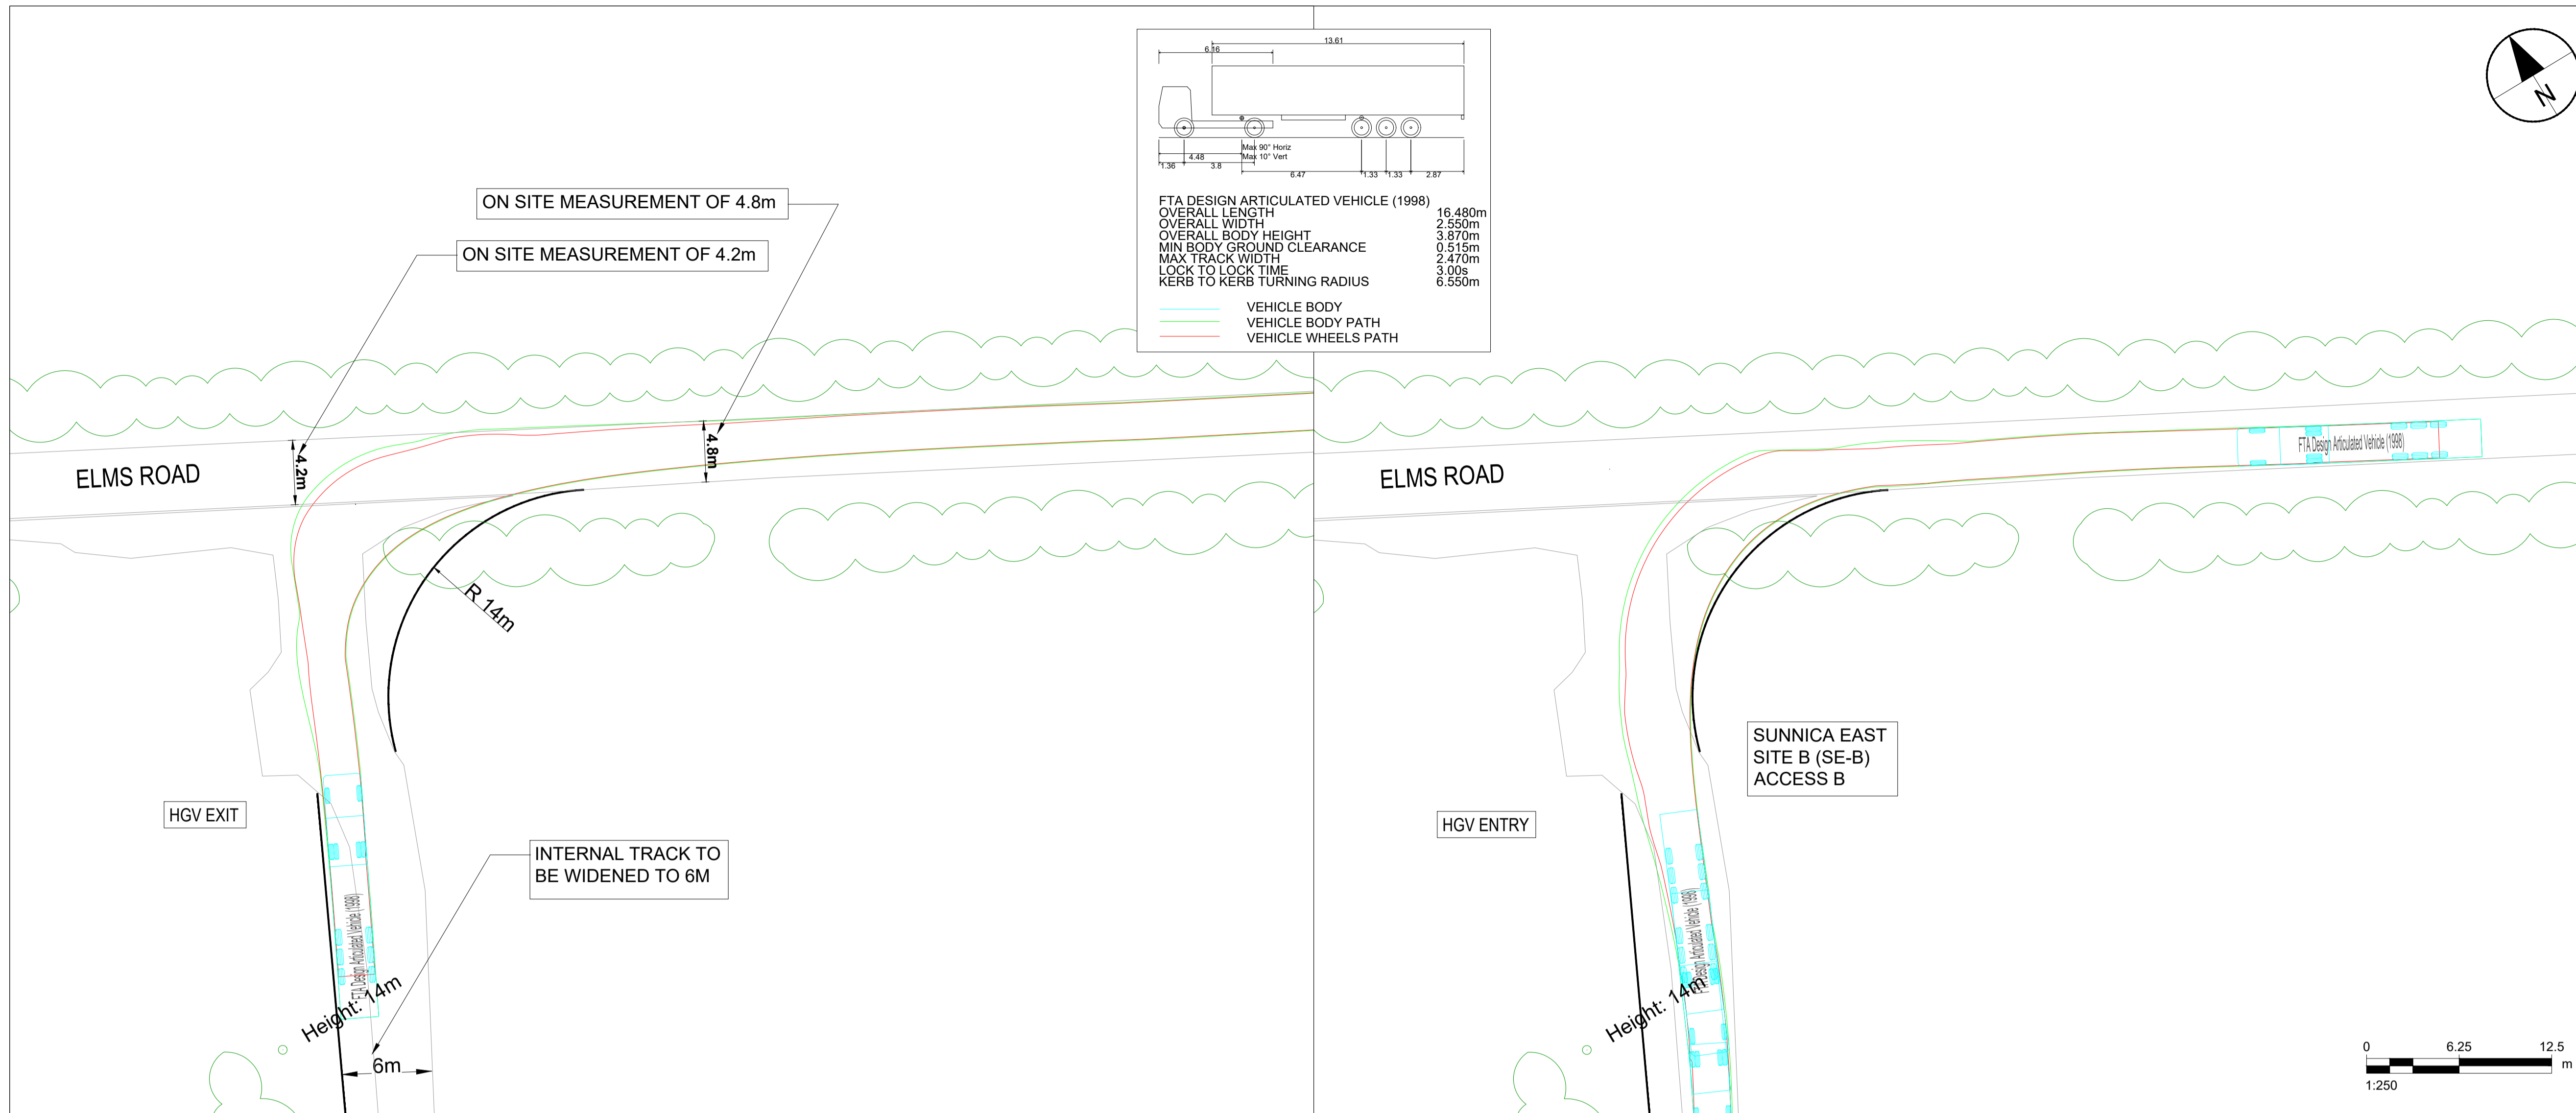 13.61
6.16
Max 90° Horiz
Max 10° Vert
4.48
1.36
3.8
6.47
1.33
1.33
2.87
FTA DESIGN ARTICULATED VEHICLE (1998)
OVERALL LENGTH 16.480m
OVERALL WIDTH 2.550m
OVERALL BODY HEIGHT 3.870m
MIN BODY GROUND CLEARANCE 0.515m
MAX TRACK WIDTH 2.470m
LOCK TO LOCK TIME 3.00s
KERB TO KERB TURNING RADIUS 6.550m
VEHICLE BODY
VEHICLE BODY PATH
VEHICLE WHEELS PATH
N
ON SITE MEASUREMENT OF 4.8m
ON SITE MEASUREMENT OF 4.2m
ELMS ROAD
4.2m
4.8m
R 14m
HGV EXIT
INTERNAL TRACK TO
BE WIDENED TO 6M
FTA Design Articulated Vehicle (1998)
Height: 14m
6m
ELMS ROAD
FTA Design Articulated Vehicle (1998)
SUNNICA EAST
SITE B (SE-B)
ACCESS B
HGV ENTRY
Design Articulated Vehicle (1998)
Height: 14m
0 6.25 12.5
m
1:250